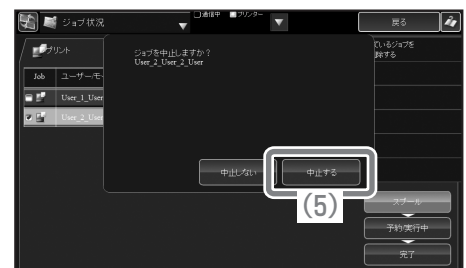 ジョブ状況
通信中
プリンター
戻る
プリント
ているジョブを
除する
ジョブを中止しますか？
User_2_User_2_User
Job
ユーザー/モー
User_1_User
User_2_User
中止しない
中止する
(5)
スプール
予約/実行中
完了